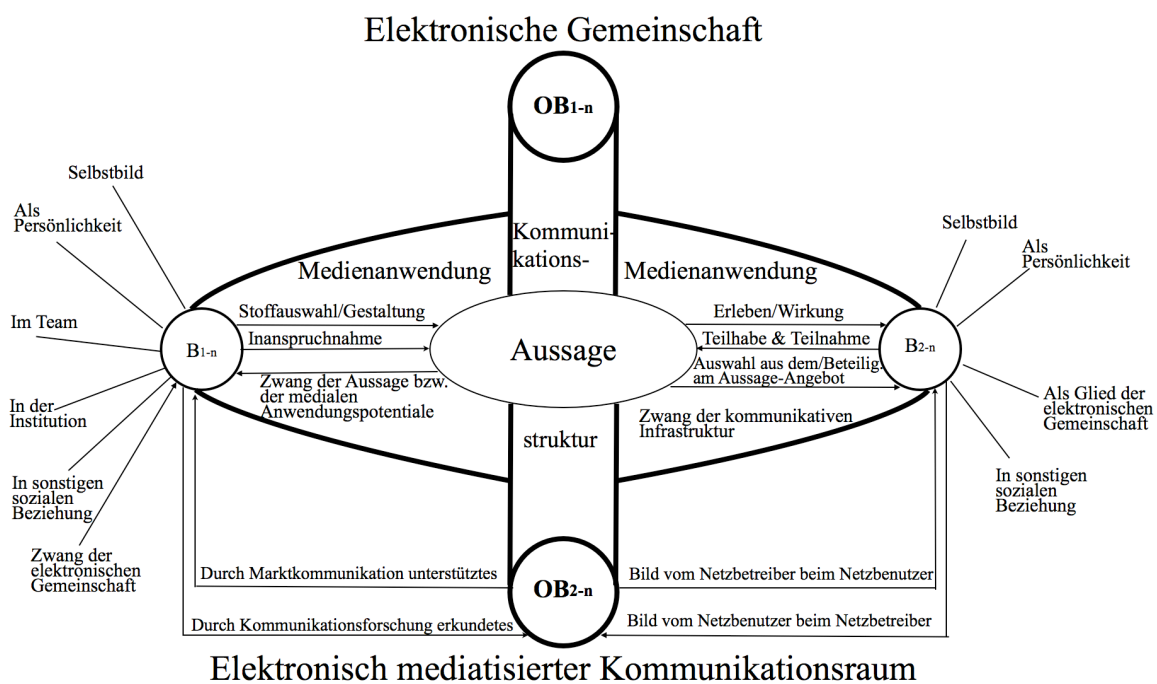 Elektronische Gemeinschaft
OB1-n
Selbstbild
Als
Persönlichkeit
Im Team
In der
Institution
In sonstigen
sozialen
Beziehung
Zwang der
elektronischen
Gemeinschaft
B1-n
Medienanwendung
Kommuni-
kations-
Medienanwendung
Stoffauswahl/Gestaltung
Inanspruchnahme
Zwang der Aussage bzw.
der medialen
Anwendungspotentiale
Aussage
struktur
Erleben/Wirkung
Teilhabe & Teilnahme
Auswahl aus dem/Beteilig.
am Aussage-Angebot
Zwang der kommunikativen
Infrastruktur
B2-n
Selbstbild
Als
Persönlichkeit
Als Glied der
elektronischen
Gemeinschaft
In sonstigen
sozialen
Beziehung
Durch Marktkommunikation unterstütztes
Durch Kommunikationsforschung erkundetes
OB2-n
Bild vom Netzbetreiber beim Netzbenutzer
Bild vom Netzbenutzer beim Netzbetreiber
Elektronisch mediatisierter Kommunikationsraum